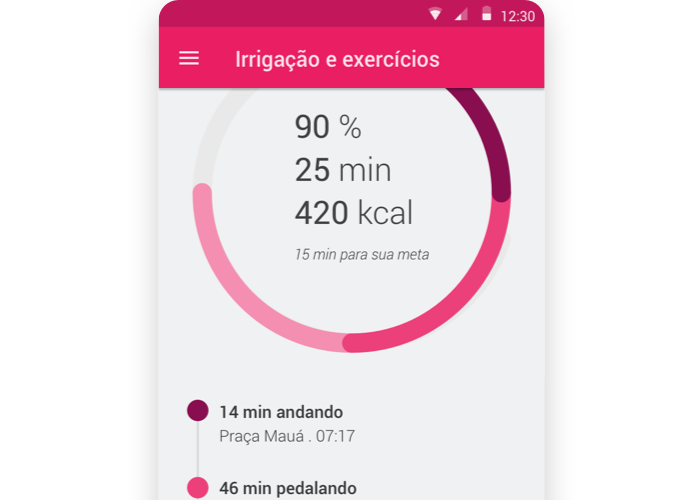 12:30
Irrigação e exercícios
90 %
25 min
420 kcal
15 min para sua meta
14 min andando
Praça Mauá . 07:17
46 min pedalando